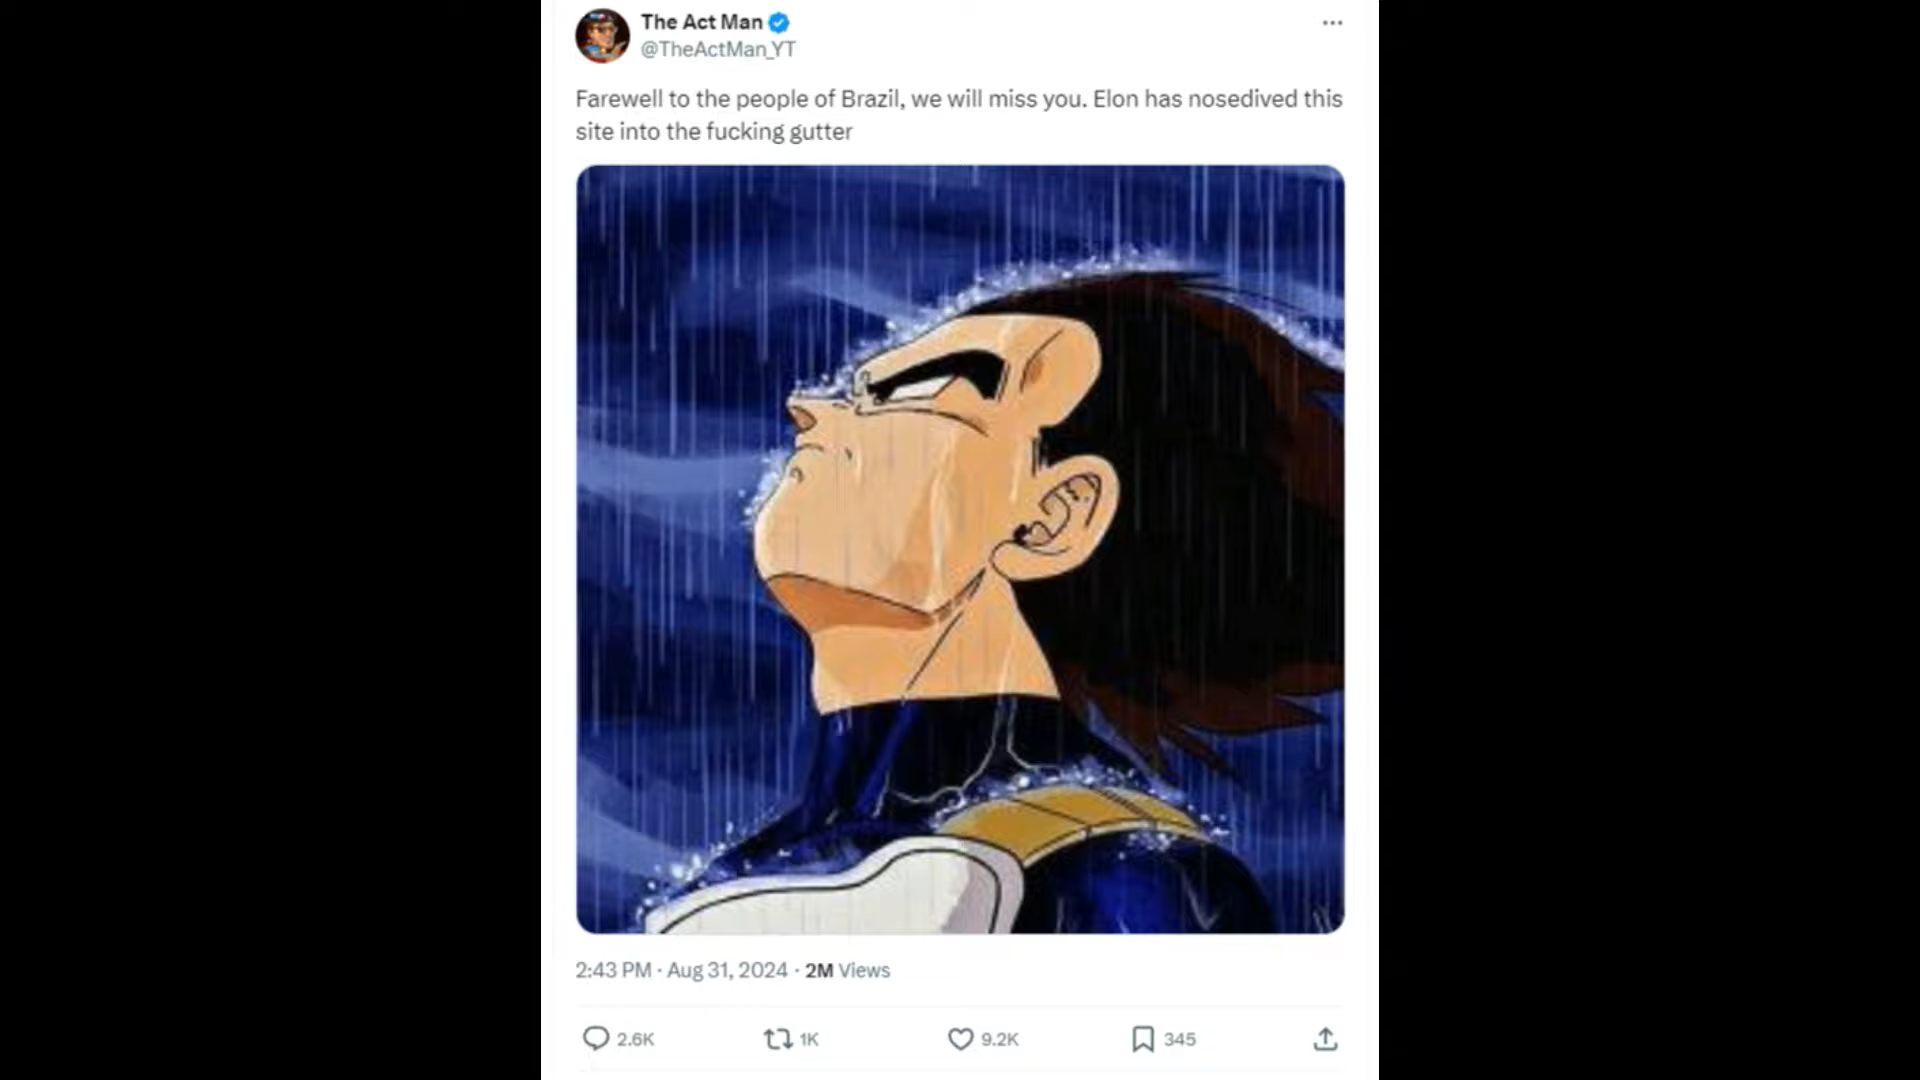 The Act Man
@TheActMan_YT
Farewell to the people of Brazil, we will miss you. Elon has nosedived this
site into the fucking gutter
2:43 PM · Aug 31, 2024 · 2M Views
2.6K 1K 9.2K 345